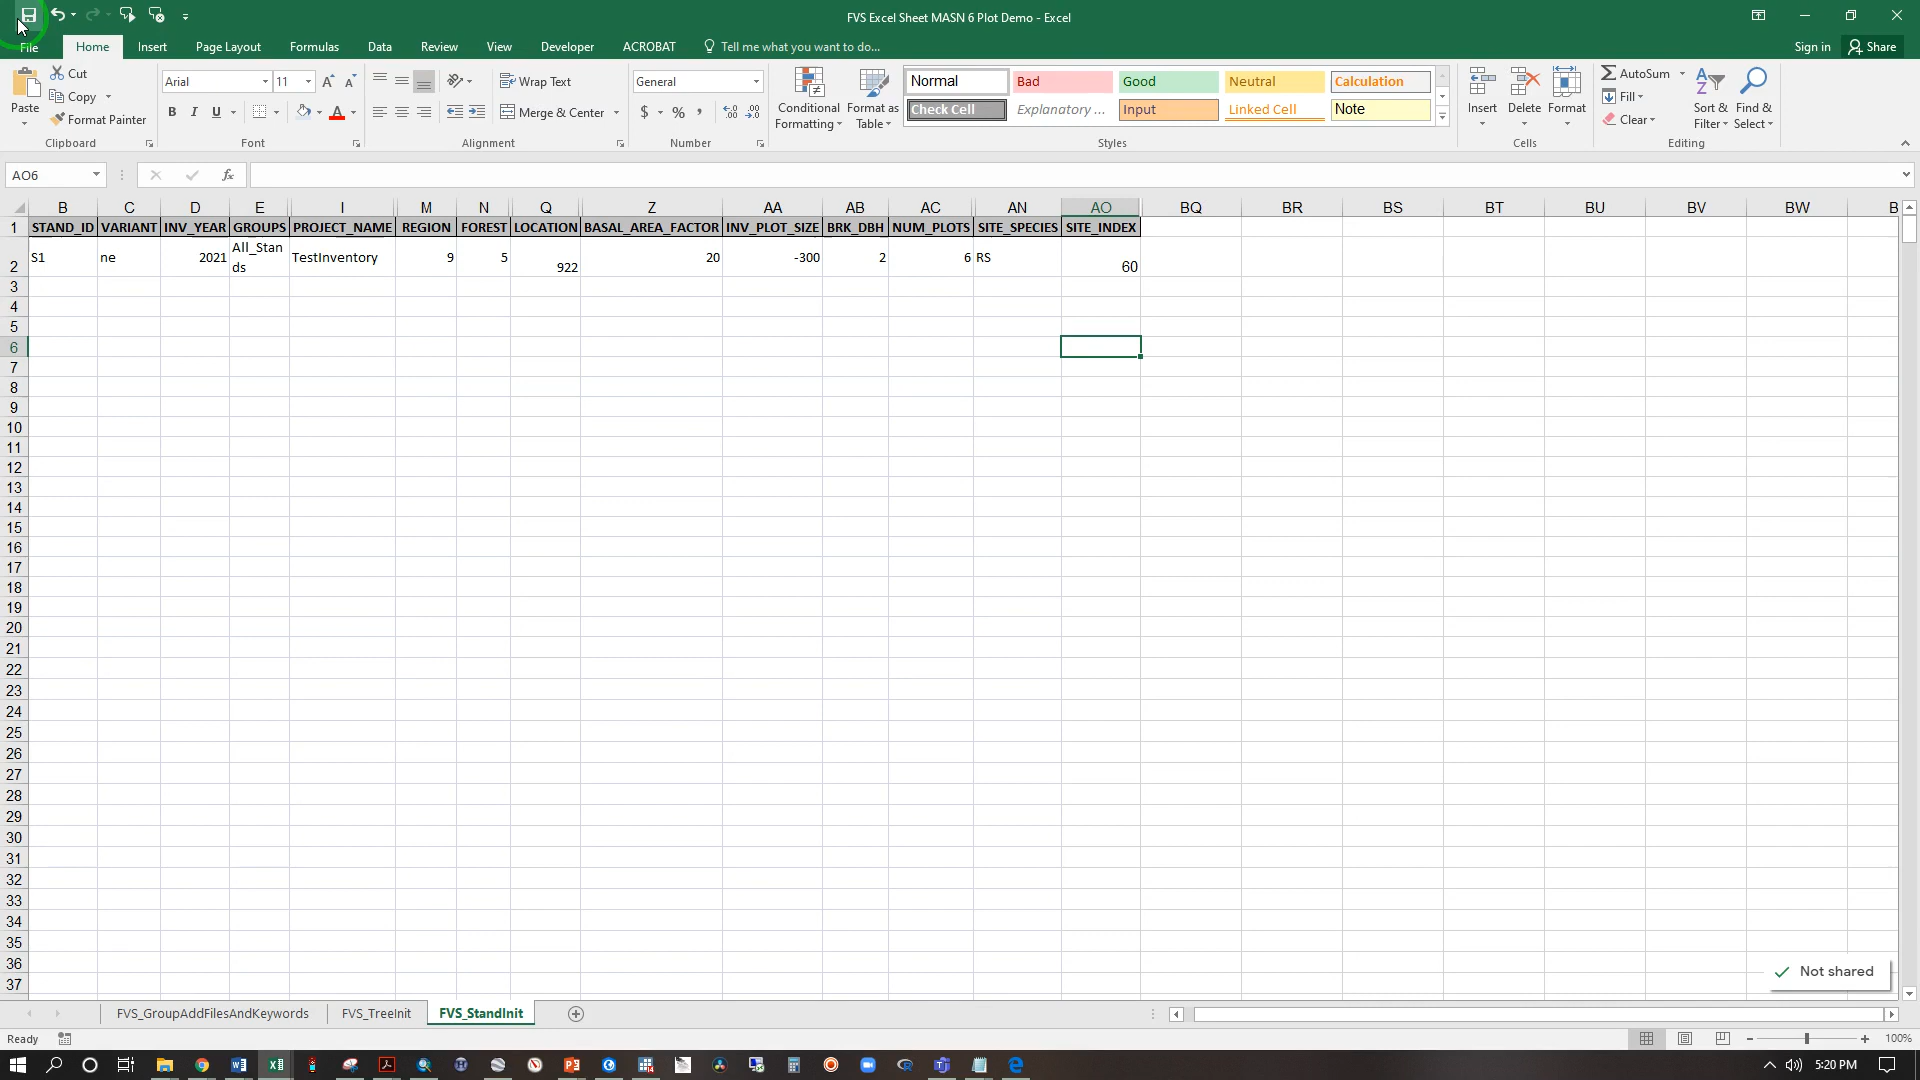 FVS Excel Sheet MASN 6 Plot Demo - Excel
File Home Insert Page Layout Formulas Data Review View Developer ACROBAT Tell me what you want to do... Sign in Share
Paste Cut Copy Format Painter Clipboard
Arial 11 B I U A Font
Wrap Text Merge & Center Alignment
General $ % , Number
Conditional Formatting Format as Table
Normal Bad Good Neutral Calculation
Check Cell Explanatory ... Input Linked Cell Note
Styles
Insert Delete Format Cells
AutoSum Fill Clear Sort & Filter Find & Select Editing
AO6 fx
B C D E I M N Q Z AA AB AC AN AO BQ BR BS BT BU BV BW B
1 STAND_ID VARIANT INV_YEAR GROUPS PROJECT_NAME REGION FOREST LOCATION BASAL_AREA_FACTOR INV_PLOT_SIZE BRK_DBH NUM_PLOTS SITE_SPECIES SITE_INDEX
2 S1 ne 2021 All_Stands TestInventory 9 5 922 20 -300 2 6 RS 60
3
4
5
6
7
8
9
10
11
12
13
14
15
16
17
18
19
20
21
22
23
24
25
26
27
28
29
30
31
32
33
34
35
36
37
Not shared
FVS_GroupAddFilesAndKeywords FVS_TreeInit FVS_StandInit
Ready 100%
5:20 PM